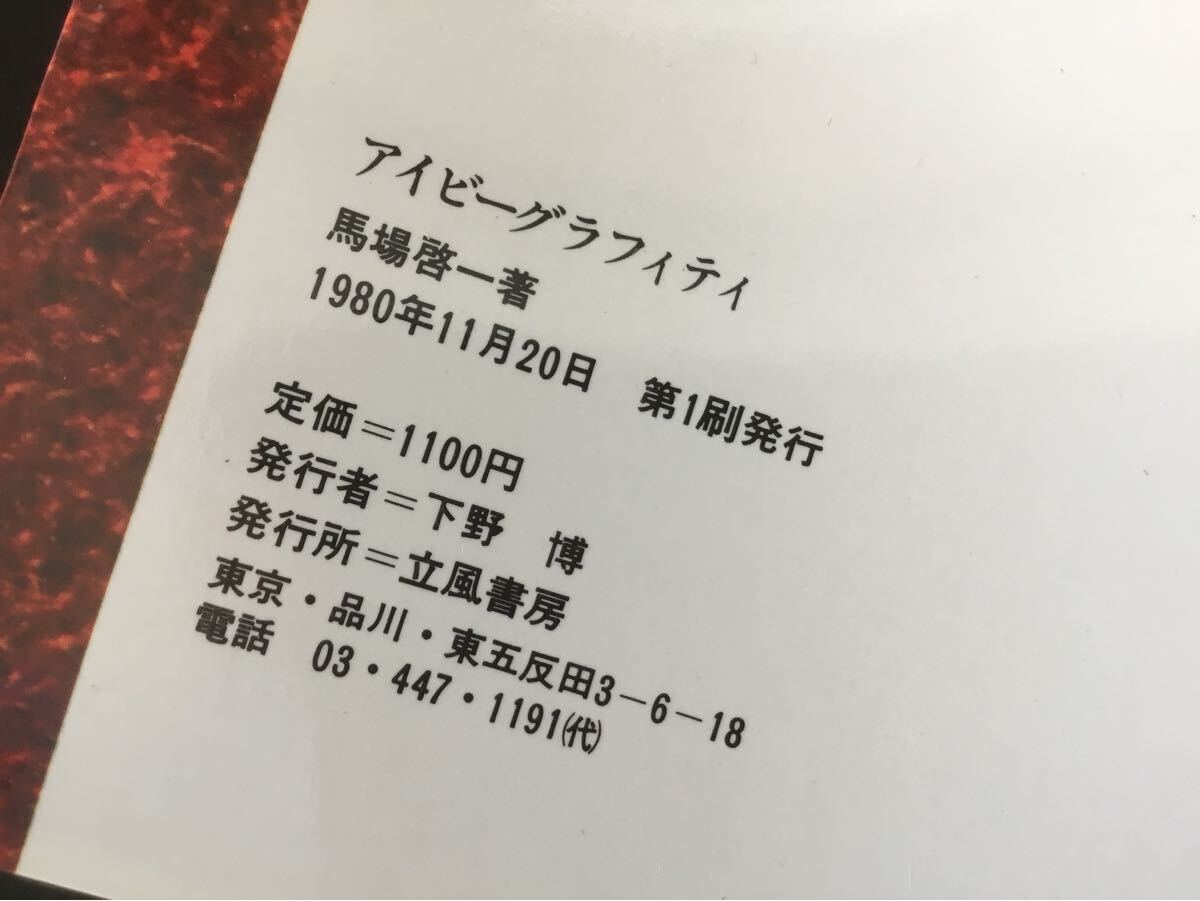 アイビーグラフィティ
馬場啓一著
1980年11月20日　第1刷発行
定価＝1100円
発行者＝下野　博
発行所＝立風書房
東京・品川・東五反田3－6－18
電話　03・447・1191㈹